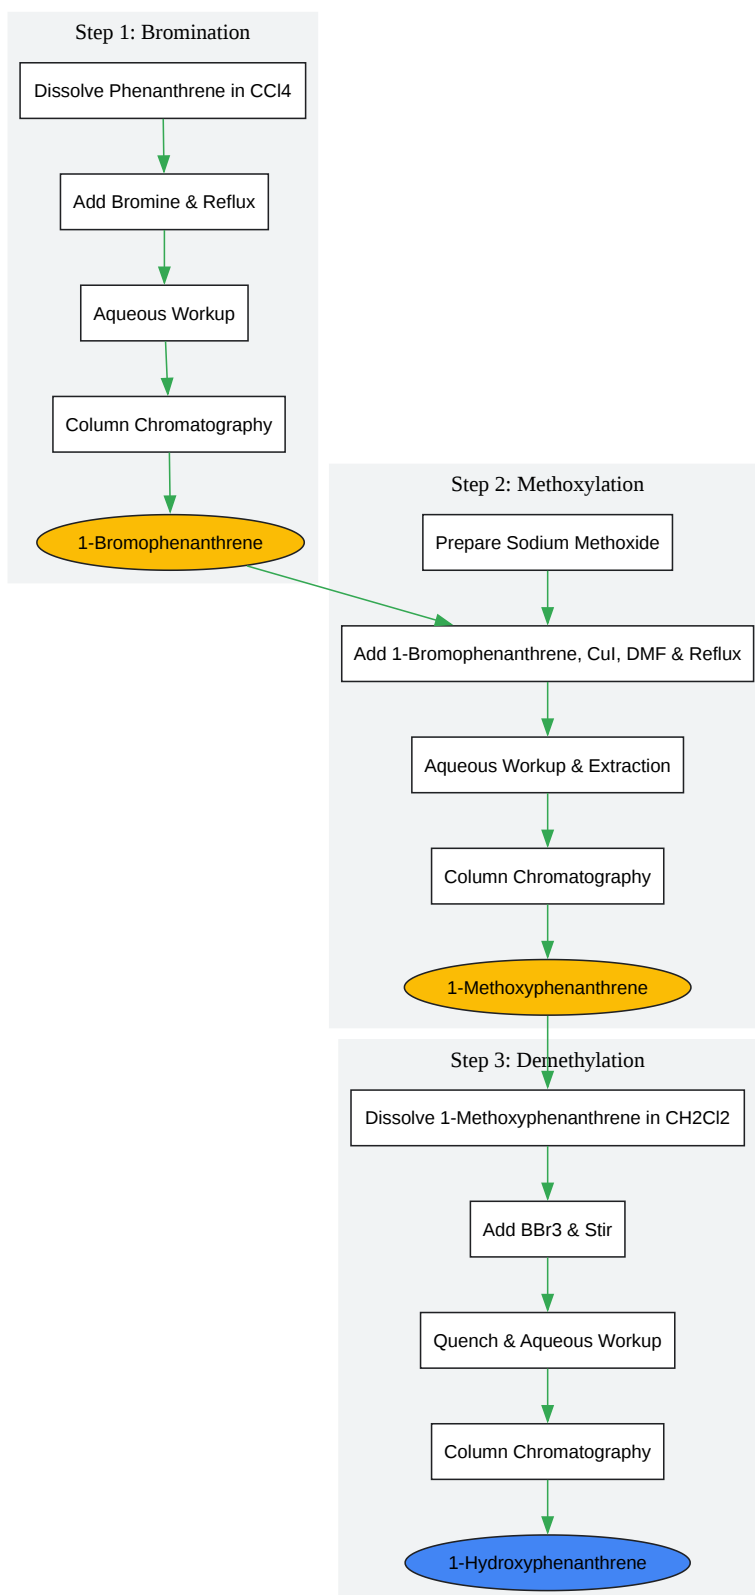 Step 1: Bromination
Dissolve Phenanthrene in CCl4
Add Bromine & Reflux
Aqueous Workup
Column Chromatography
1-Bromophenanthrene
Step 2: Methoxylation
Prepare Sodium Methoxide
Add 1-Bromophenanthrene, CuI, DMF & Reflux
Aqueous Workup & Extraction
Column Chromatography
1-Methoxyphenanthrene
Step 3: Demethylation
Dissolve 1-Methoxyphenanthrene in CH2Cl2
Add BBr3 & Stir
Quench & Aqueous Workup
Column Chromatography
1-Hydroxyphenanthrene